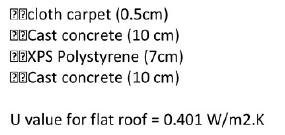 ⍰⍰cloth carpet (0.5cm)
⍰⍰Cast concrete (10 cm)
⍰⍰XPS Polystyrene (7cm)
⍰⍰Cast concrete (10 cm)
U value for flat roof = 0.401 W/m2.K